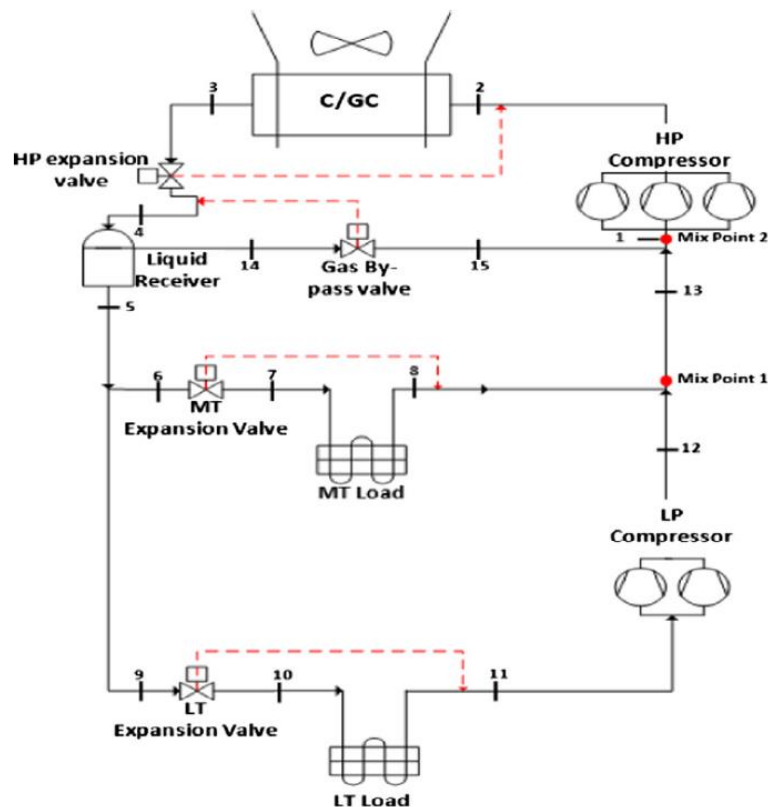 3
2
C/GC
HP expansion
valve
HP
Compressor
4
1
Mix Point 2
Liquid
Receiver
14
Gas By-
pass valve
15
13
5
6
7
8
Mix Point 1
MT
Expansion Valve
12
MT Load
LP
Compressor
9
10
11
LT
Expansion Valve
LT Load